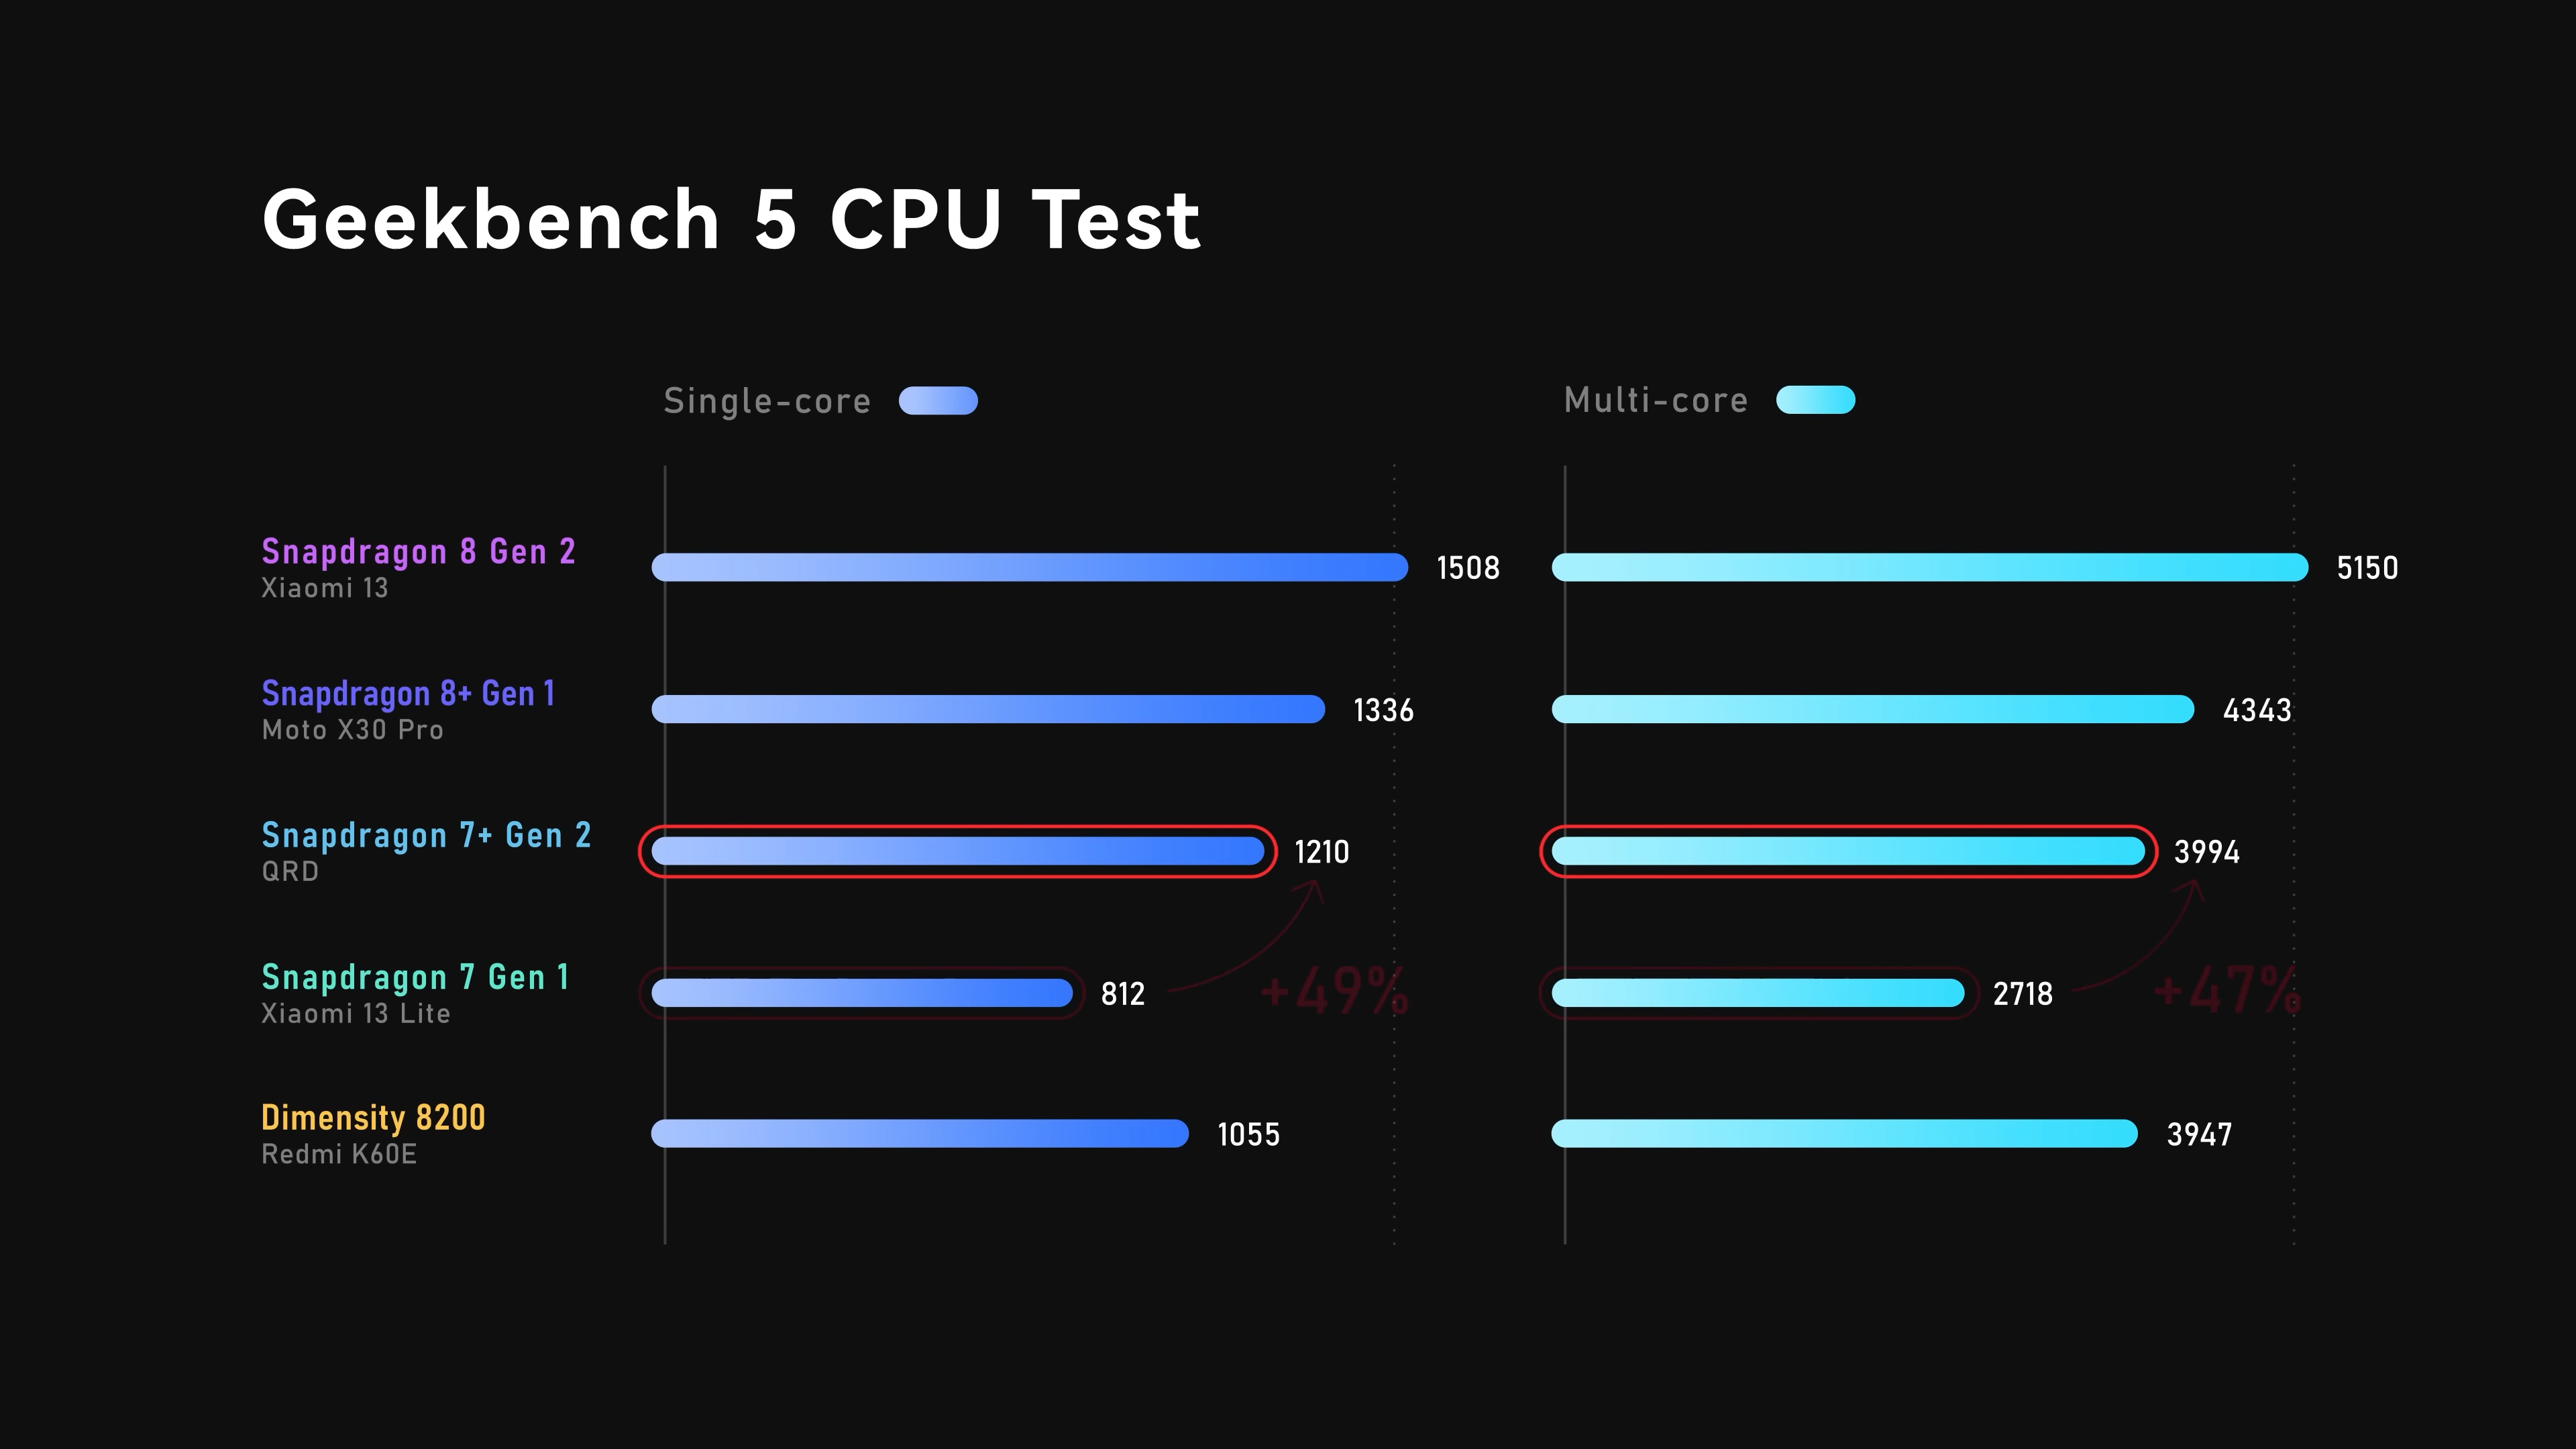 Geekbench 5 CPU Test
Single-core
Multi-core
Snapdragon 8 Gen 2
Xiaomi 13
1508
5150
Snapdragon 8+ Gen 1
Moto X30 Pro
1336
4343
Snapdragon 7+ Gen 2
QRD
1210
3994
Snapdragon 7 Gen 1
Xiaomi 13 Lite
812
+49%
2718
+47%
Dimensity 8200
Redmi K60E
1055
3947